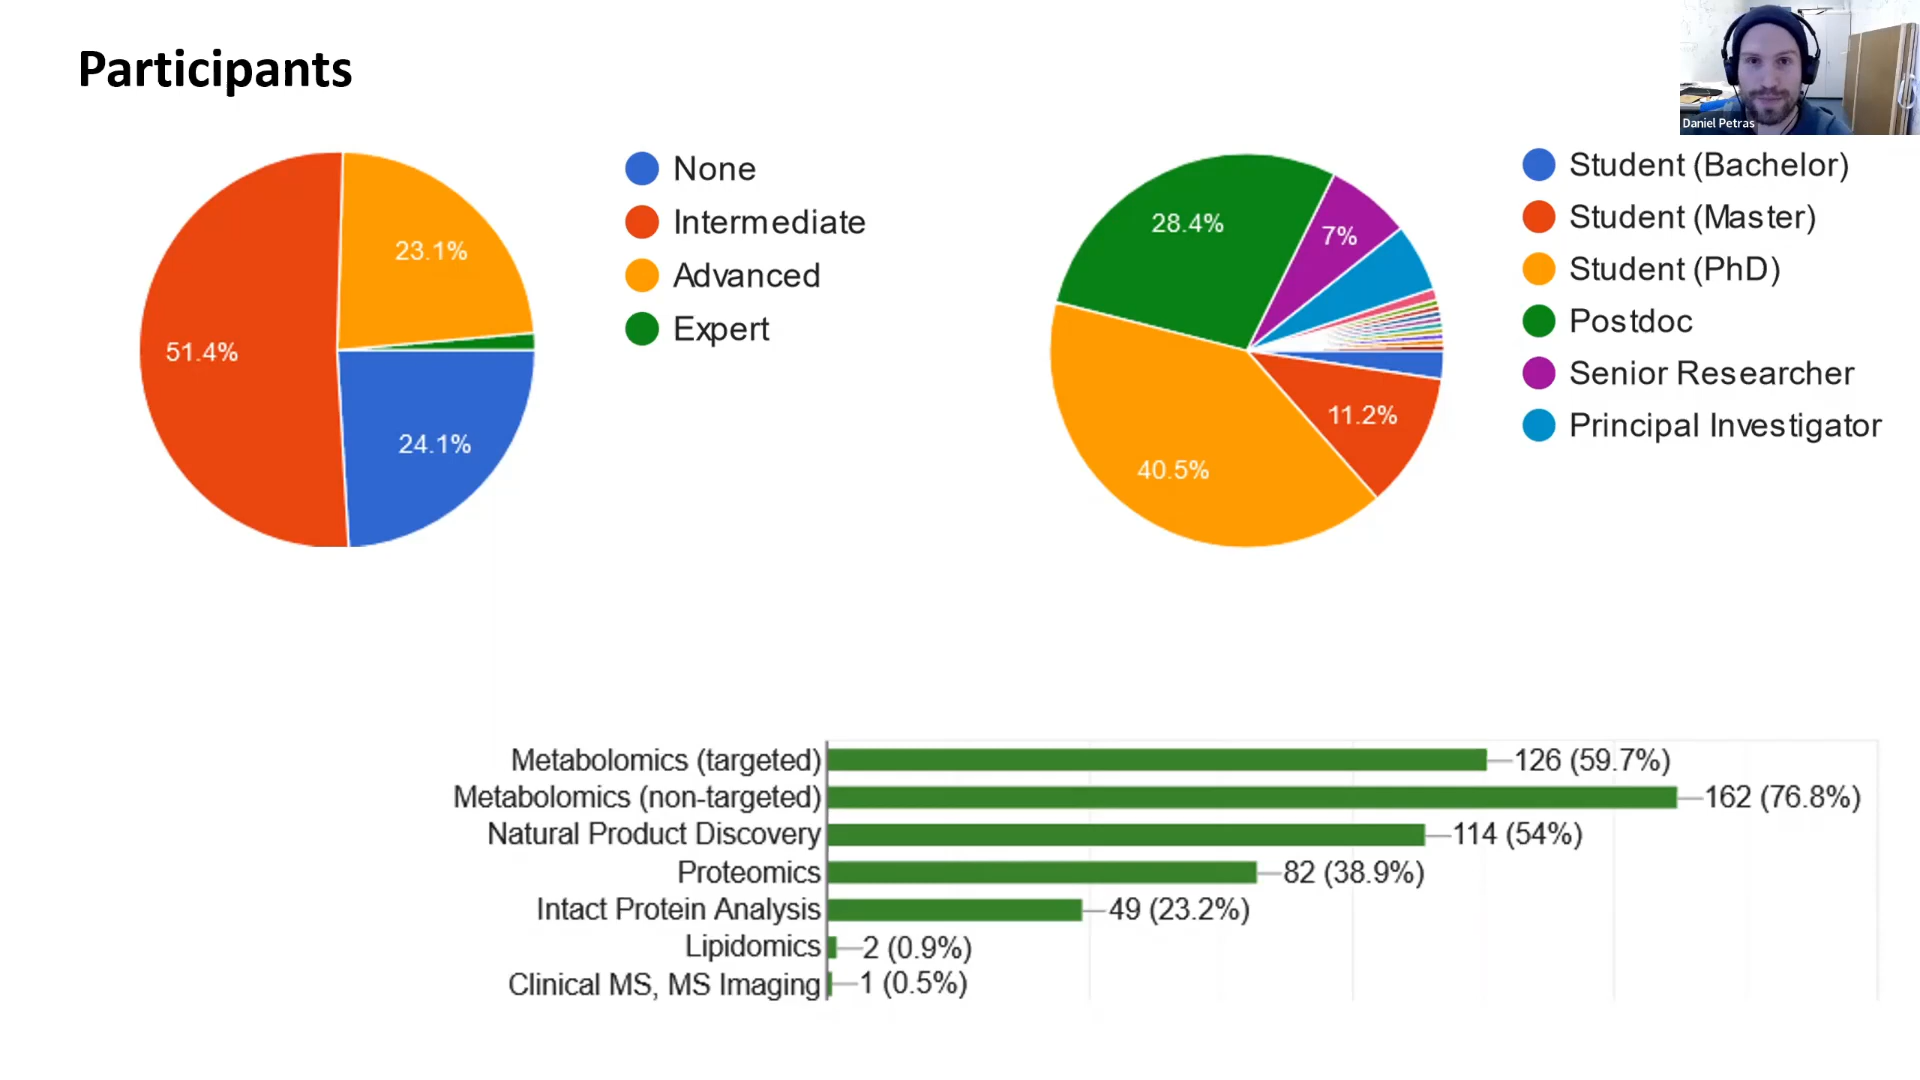 Participants
Daniel Petras
None
Intermediate
Advanced
Expert
23.1%
51.4%
24.1%
Student (Bachelor)
Student (Master)
Student (PhD)
Postdoc
Senior Researcher
Principal Investigator
28.4%
7%
11.2%
40.5%
Metabolomics (targeted) 126 (59.7%)
Metabolomics (non-targeted) 162 (76.8%)
Natural Product Discovery 114 (54%)
Proteomics 82 (38.9%)
Intact Protein Analysis 49 (23.2%)
Lipidomics 2 (0.9%)
Clinical MS, MS Imaging 1 (0.5%)